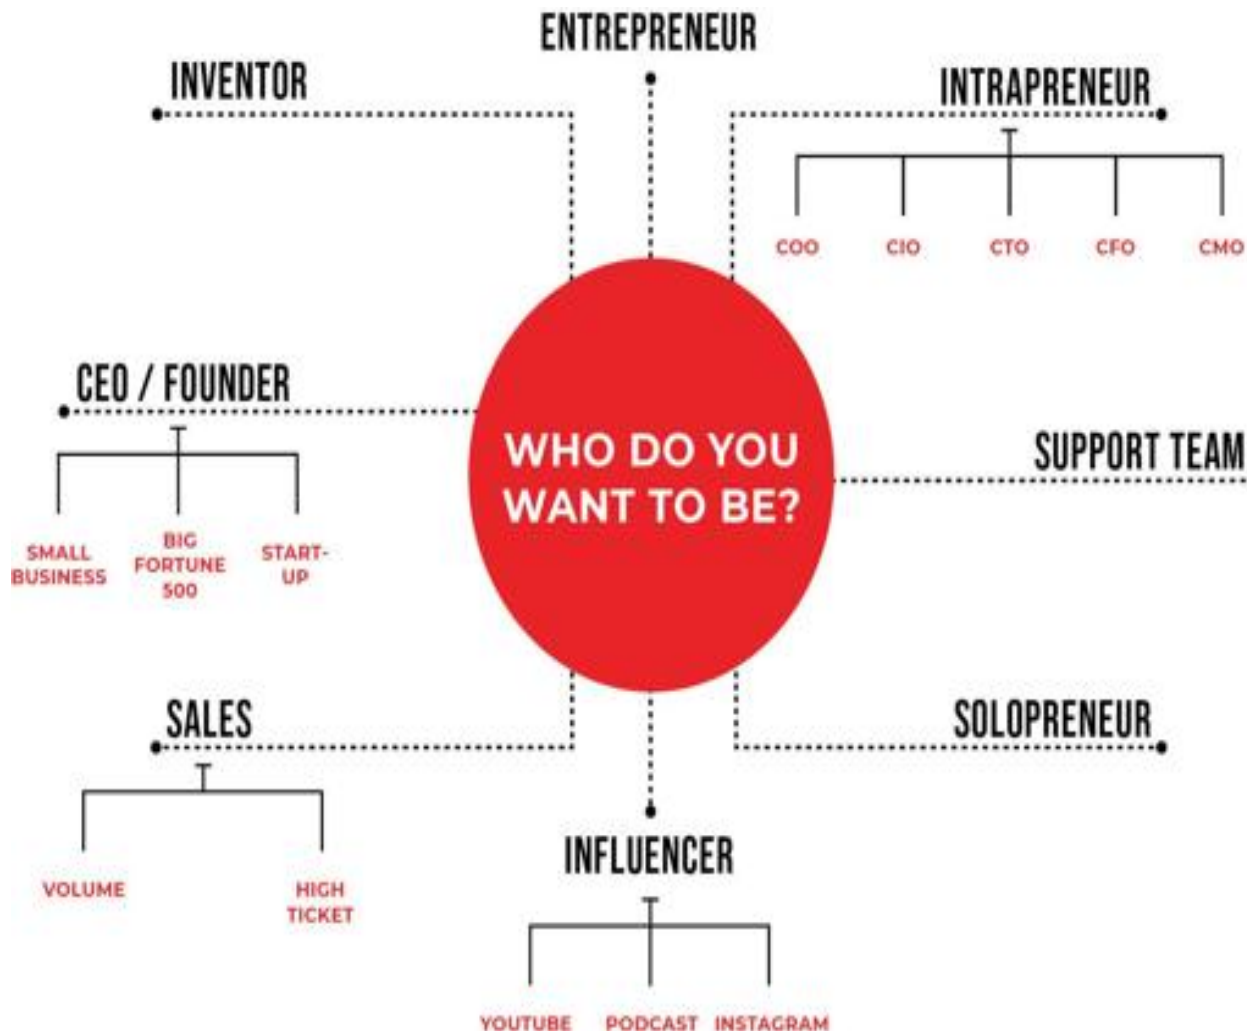 ENTREPRENEUR
INVENTOR
INTRAPRENEUR
COO
CIO
CTO
CFO
CMO
CEO / FOUNDER
SMALL
BUSINESS
BIG
FORTUNE
500
START-
UP
WHO DO YOU
WANT TO BE?
SUPPORT TEAM
SALES
VOLUME
HIGH
TICKET
SOLOPRENEUR
INFLUENCER
YOUTUBE
PODCAST
INSTAGRAM